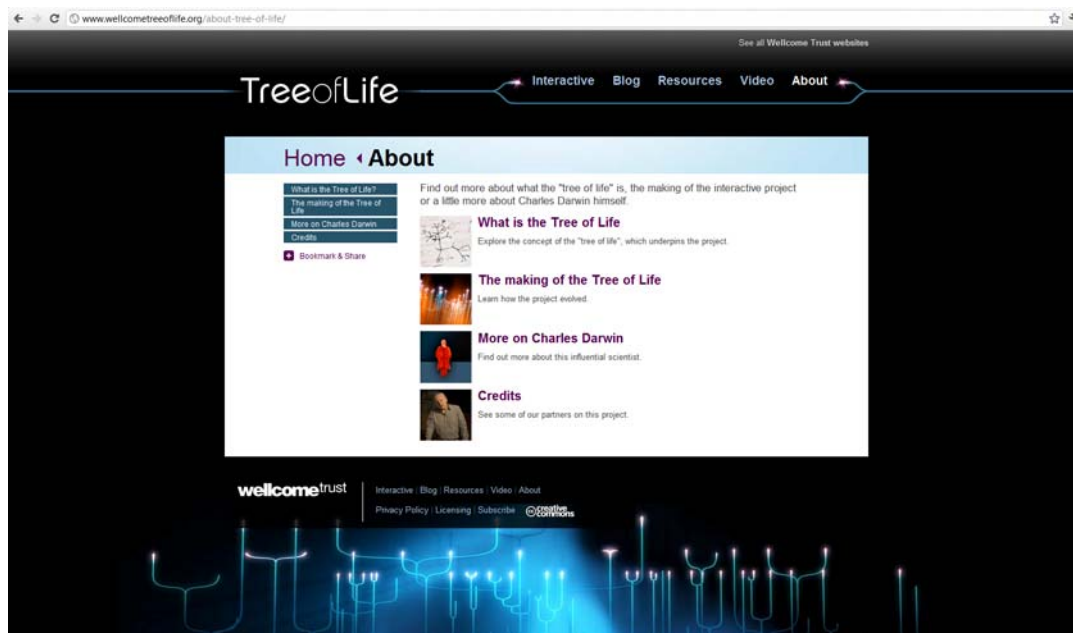 www.wellcometreeoflife.org/about-tree-of-life/
See all Wellcome Trust websites
TreeofLife
Interactive Blog Resources Video About
Home About
What is the Tree of Life?
The making of the Tree of
Life
More on Charles Darwin
Credits
Bookmark & Share
Find out more about what the "tree of life" is, the making of the interactive project
or a little more about Charles Darwin himself.
What is the Tree of Life
Explore the concept of the "tree of life", which underpins the project.
The making of the Tree of Life
Learn how the project evolved.
More on Charles Darwin
Find out more about this influential scientist.
Credits
See some of our partners on this project.
wellcometrust
Interactive | Blog | Resources | Video | About
Privacy Policy | Licensing | Subscribe cc creative
commons